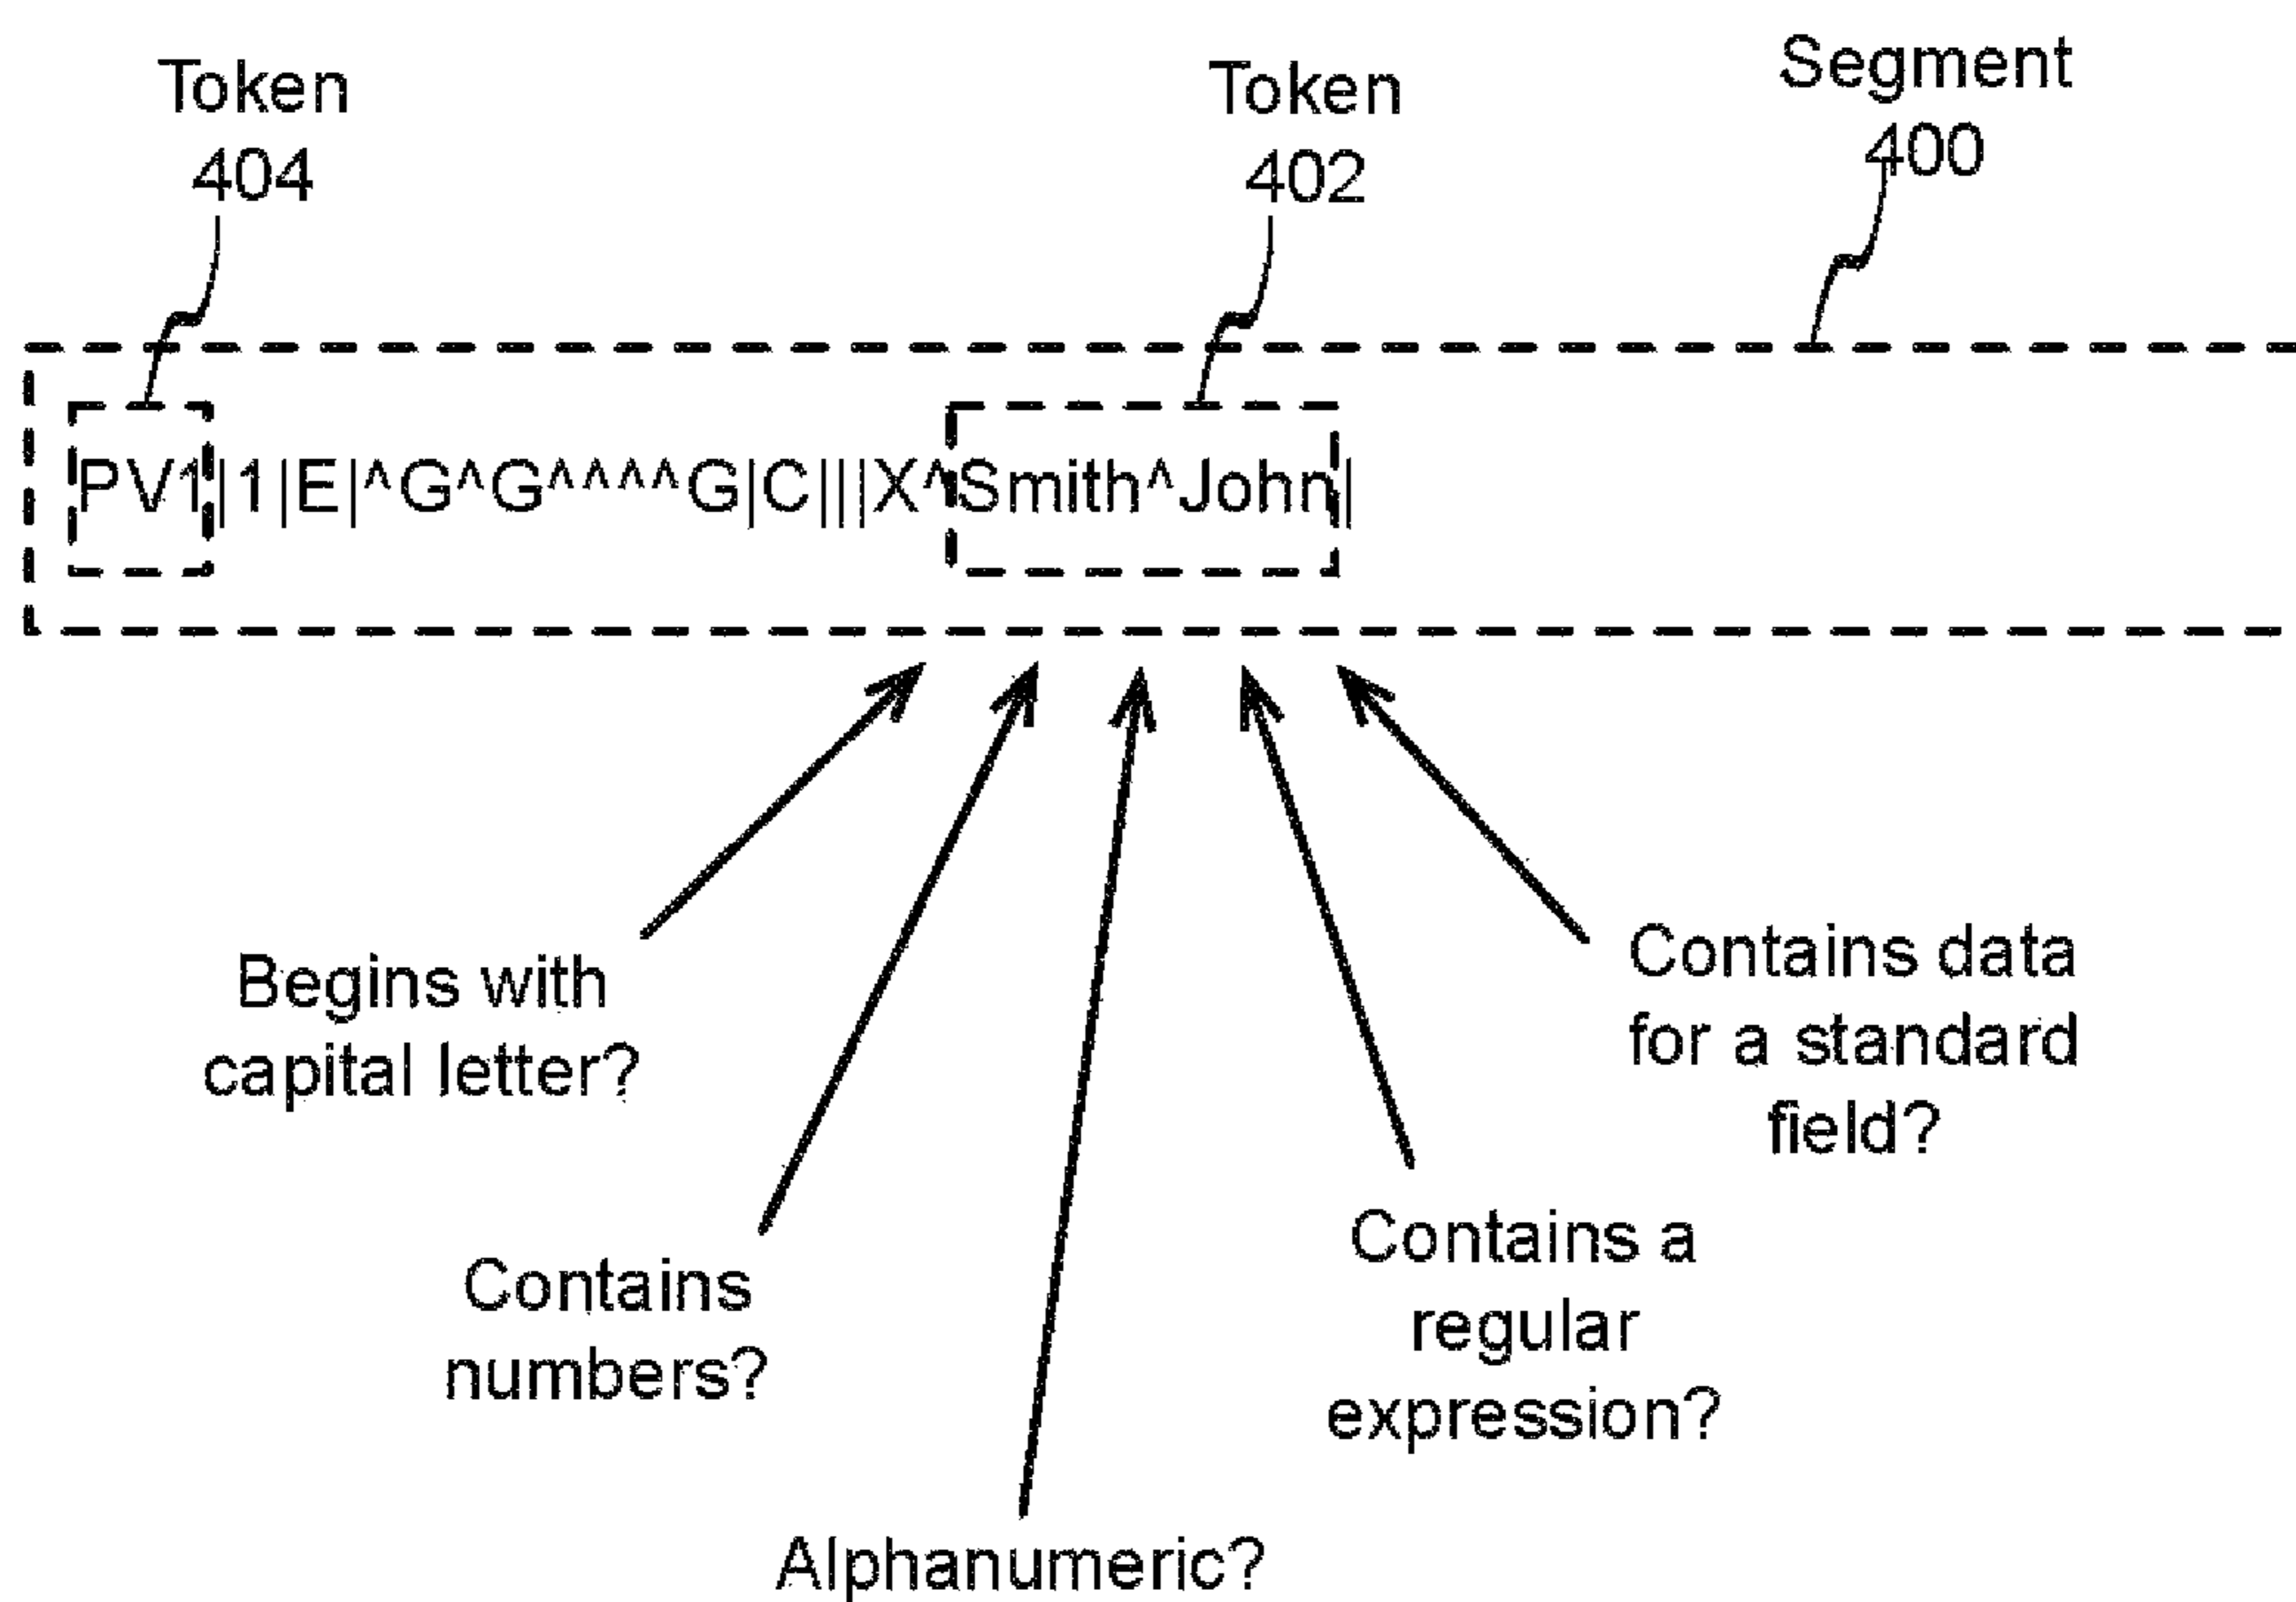 Token
404
Token
402
Segment
400
PV1|1|E|^G^G^^^^G|C|||X^Smith^John|
Begins with
capital letter?
Contains
numbers?
Alphanumeric?
Contains a
regular
expression?
Contains data
for a standard
field?